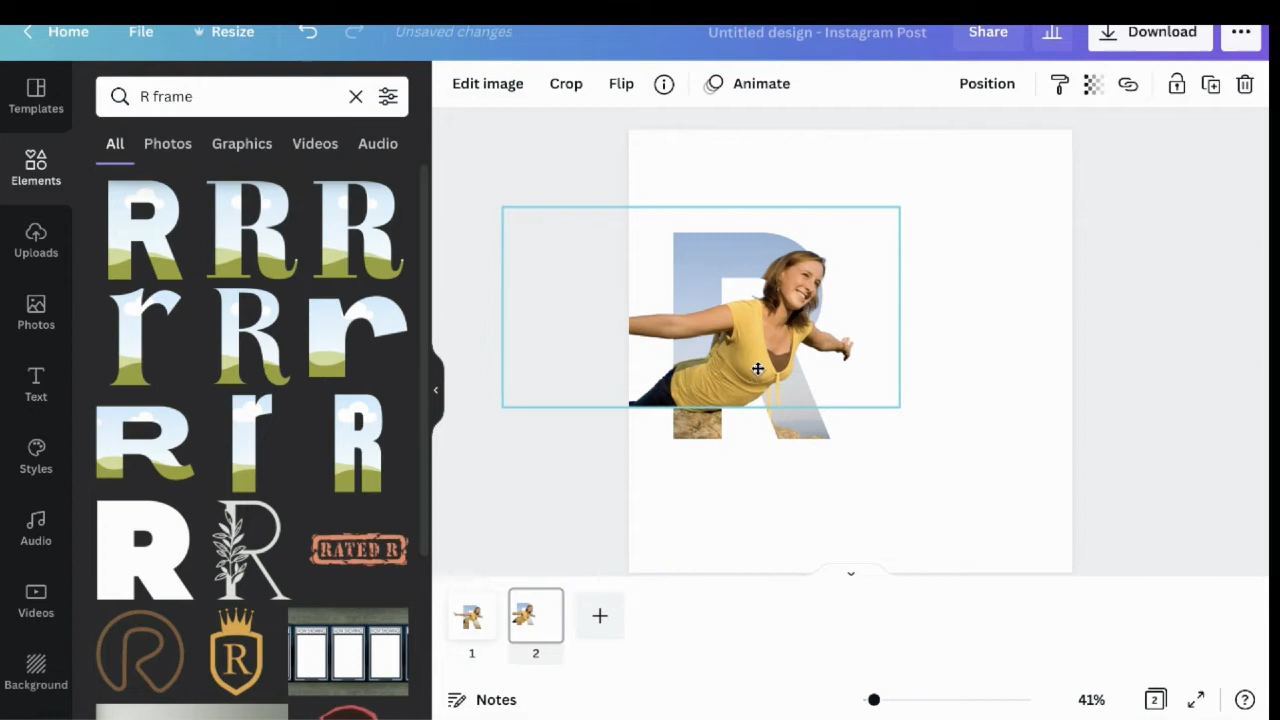 Home File Resize Unsaved changes Untitled design - Instagram Post Share Download
Templates
Elements
Uploads
Photos
Text
Styles
Audio
Videos
Background
R frame
All Photos Graphics Videos Audio
R R R
r R r
R r R
R R RATED R
R R
Edit image Crop Flip Animate Position
R
1 2
Notes 41% 2 ?